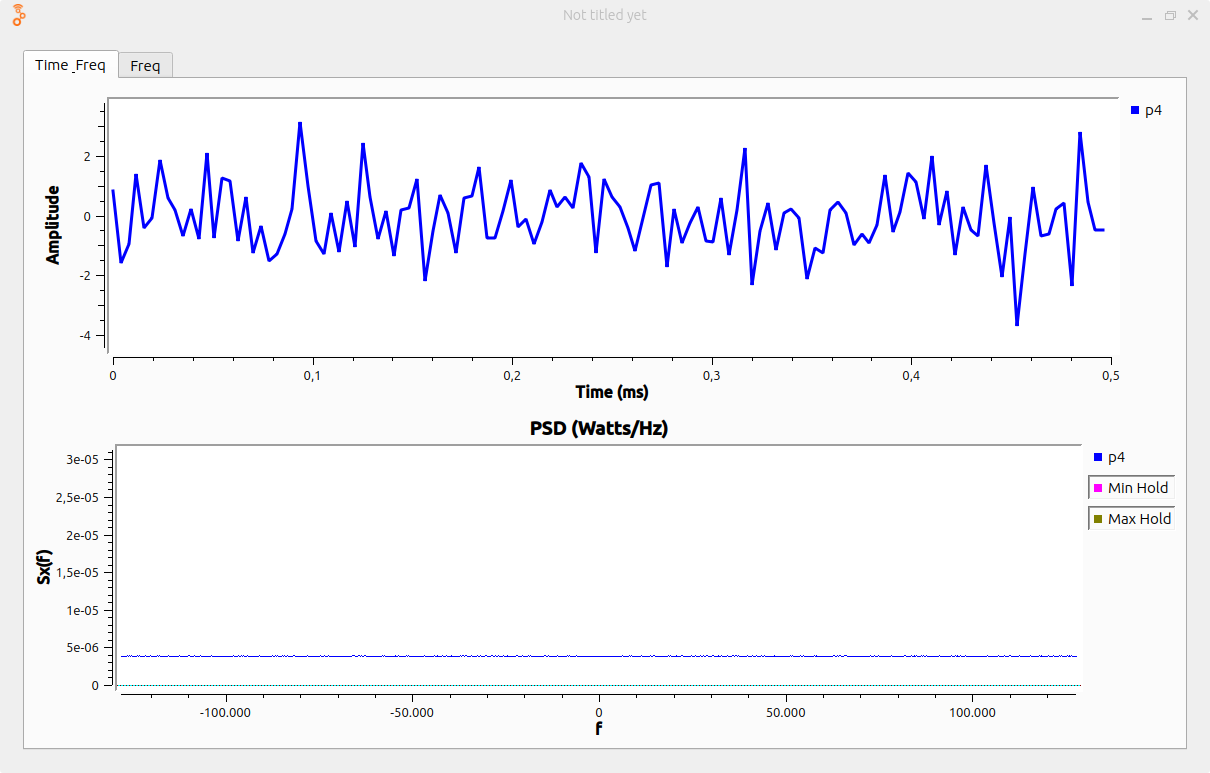 Not titled yet
Time_Freq
Freq
p4
Amplitude
2
0
-2
-4
0 0,1 0,2 0,3 0,4 0,5
Time (ms)
PSD (Watts/Hz)
p4
Min Hold
Max Hold
Sx(f)
3e-05
2,5e-05
2e-05
1,5e-05
1e-05
5e-06
0
-100.000 -50.000 0 50.000 100.000
f